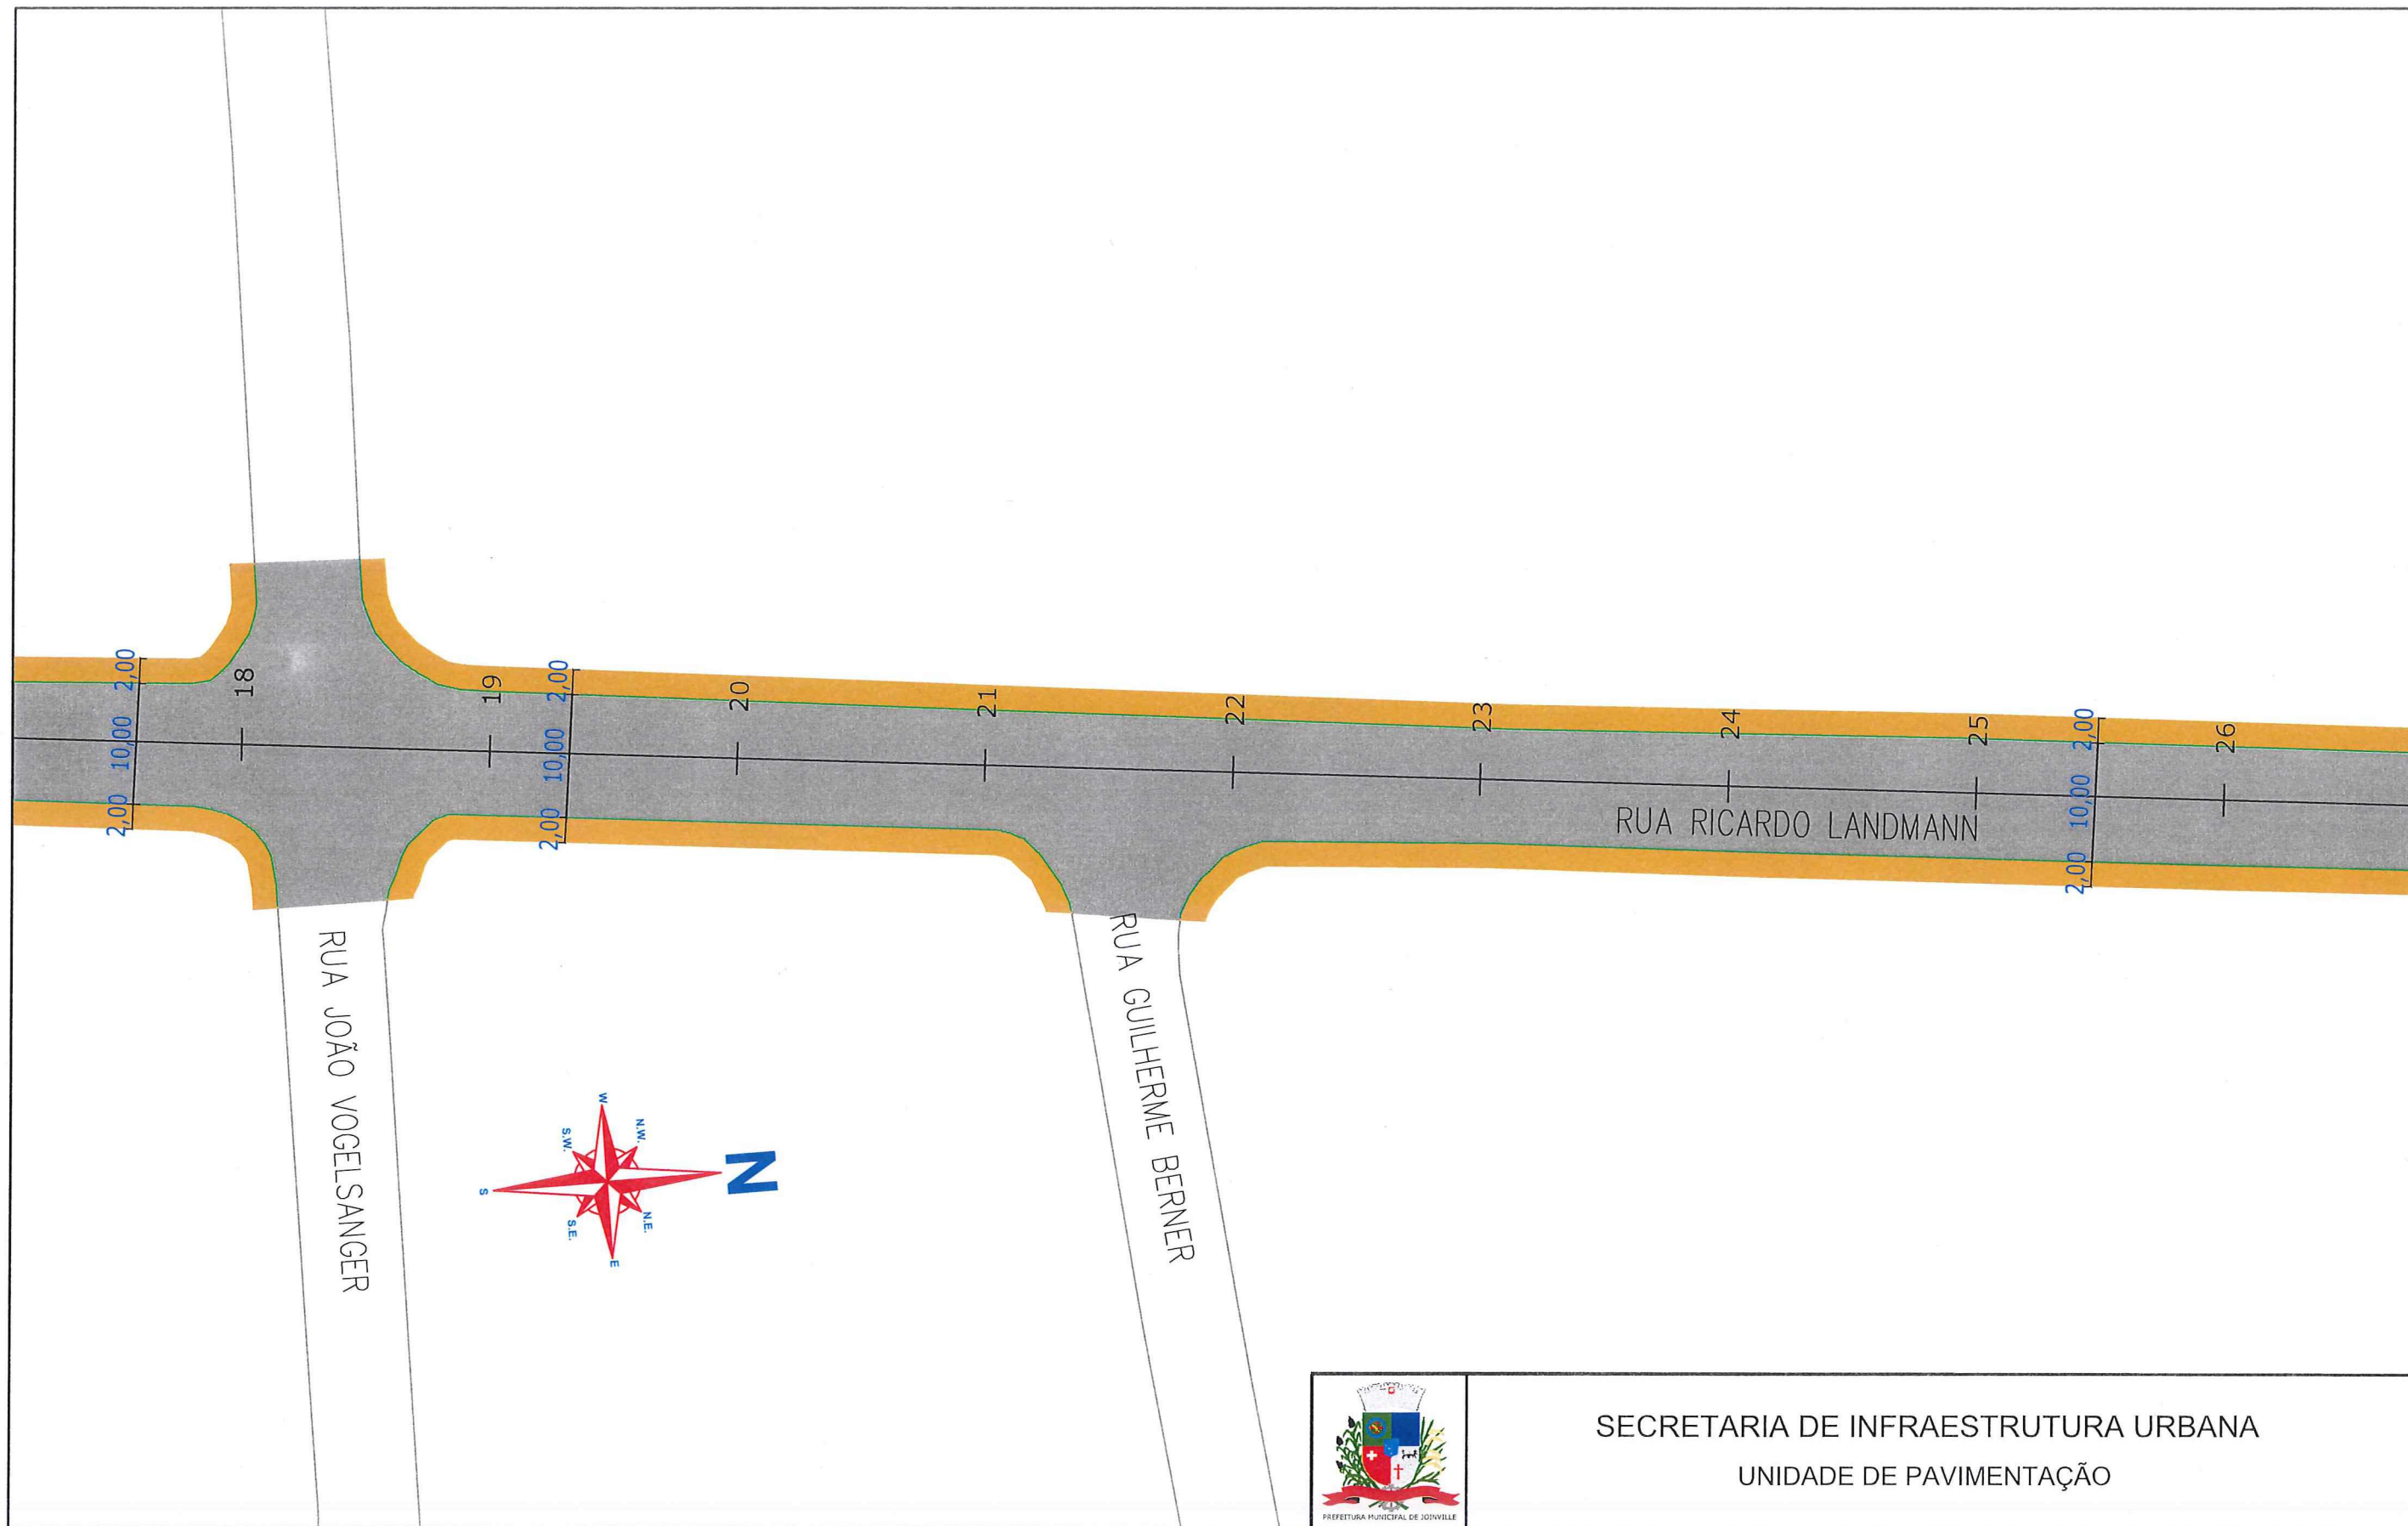 18
19
20
21
22
23
24
25
26
2,00
10,00
2,00
2,00
10,00
2,00
2,00
10,00
2,00
RUA RICARDO LANDMANN
RUA JOÃO VOGELSANGER
RUA GUILHERME BERNER
N
W
N.W.
S.W.
S
S.E.
N.E.
E
PREFEITURA MUNICIPAL DE JOINVILLE
SECRETARIA DE INFRAESTRUTURA URBANA
UNIDADE DE PAVIMENTAÇÃO